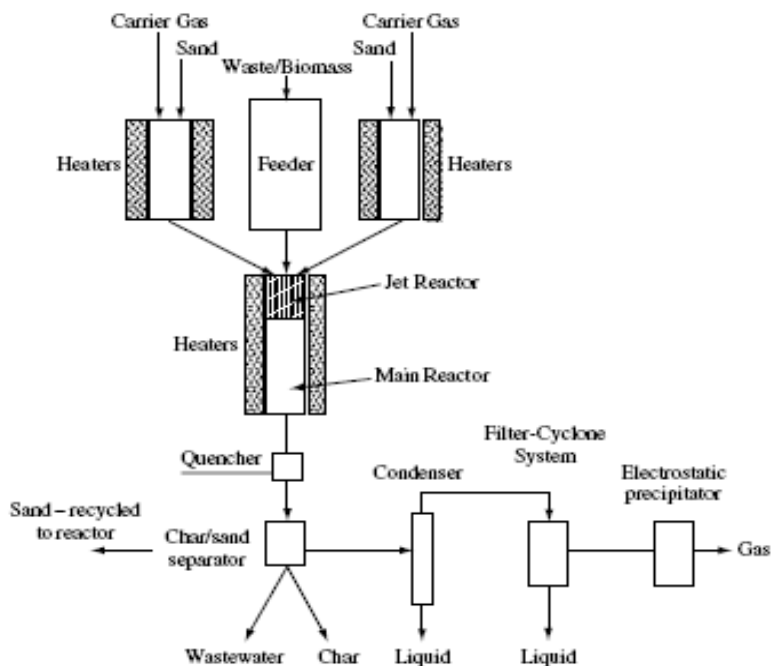 Carrier Gas
Sand
Carrier Gas
Sand
Waste/Biomass
Heaters
Feeder
Heaters
Jet Reactor
Heaters
Main Reactor
Filter-Cyclone
System
Quencher
Condenser
Electrostatic
precipitator
Sand – recycled
to reactor
Char/sand
separator
Gas
Wastewater
Char
Liquid
Liquid